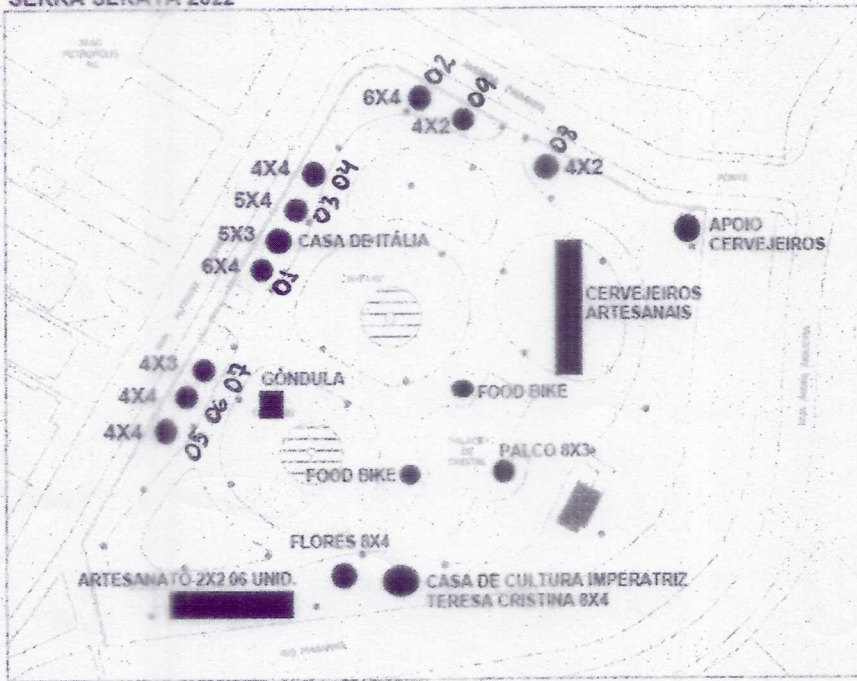 SERRA SERATA 2022
6X4
02
4X2
09
08
4X2
4X4
04
5X4
03
5X3
CASA DE ITÁLIA
6X4
01
APOIO
CERVEJEIROS
CERVEJEIROS
ARTESANAIS
4X3
07
4X4
06
4X4
05
GÔNDULA
FOOD BIKE
PALCO 8X3
FOOD BIKE
FLORES 8X4
ARTESANATO 2X2 06 UNID.
CASA DE CULTURA IMPERATRIZ
TERESA CRISTINA 8X4